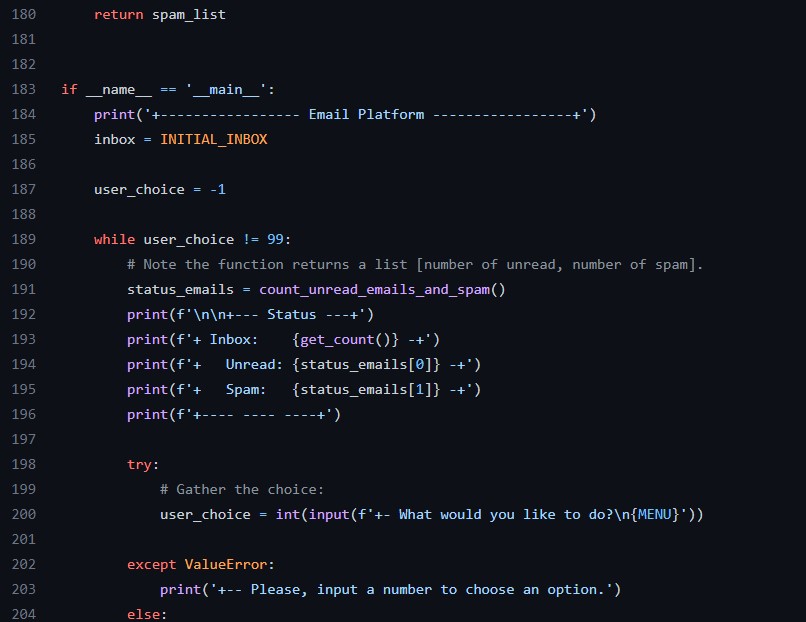 180 return spam_list
181
182
183 if __name__ == '__main__':
184 print('+----------------- Email Platform -----------------+')
185 inbox = INITIAL_INBOX
186
187 user_choice = -1
188
189 while user_choice != 99:
190 # Note the function returns a list [number of unread, number of spam].
191 status_emails = count_unread_emails_and_spam()
192 print(f'\n\n+--- Status ---+')
193 print(f'+ Inbox:    {get_count()} -+')
194 print(f'+   Unread: {status_emails[0]} -+')
195 print(f'+   Spam:   {status_emails[1]} -+')
196 print(f'+---- ---- ----+')
197
198 try:
199 # Gather the choice:
200 user_choice = int(input(f'+- What would you like to do?\n{MENU}'))
201
202 except ValueError:
203 print('+-- Please, input a number to choose an option.')
204 else: